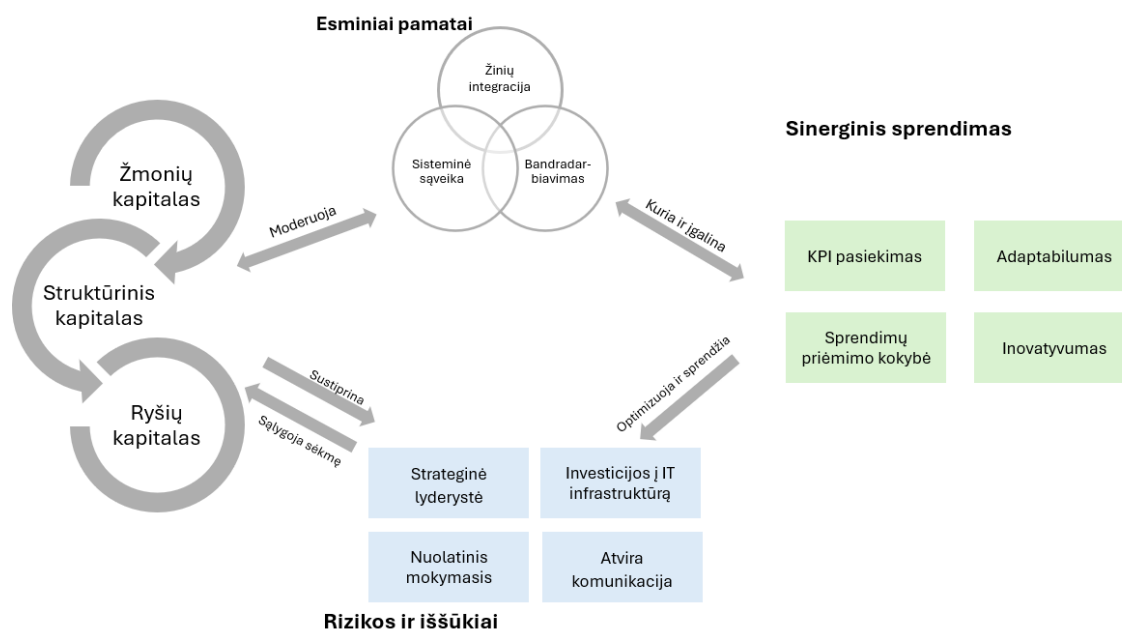 Esminiai pamatai
Žinių
integracija
Sisteminė
sąveika
Bandradar-
biavimas
Sinerginis sprendimas
Žmonių
kapitalas
Struktūrinis
kapitalas
Ryšių
kapitalas
Moderuoja
Kuria ir įgalina
KPI pasiekimas
Adaptabilumas
Sprendimų
priėmimo kokybė
Inovatyvumas
Sustiprina
Sąlygoja sėkmę
Optimizuoja ir sprendžia
Strateginė
lyderystė
Investicijos į IT
infrastruktūrą
Nuolatinis
mokymasis
Atvira
komunikacija
Rizikos ir iššūkiai